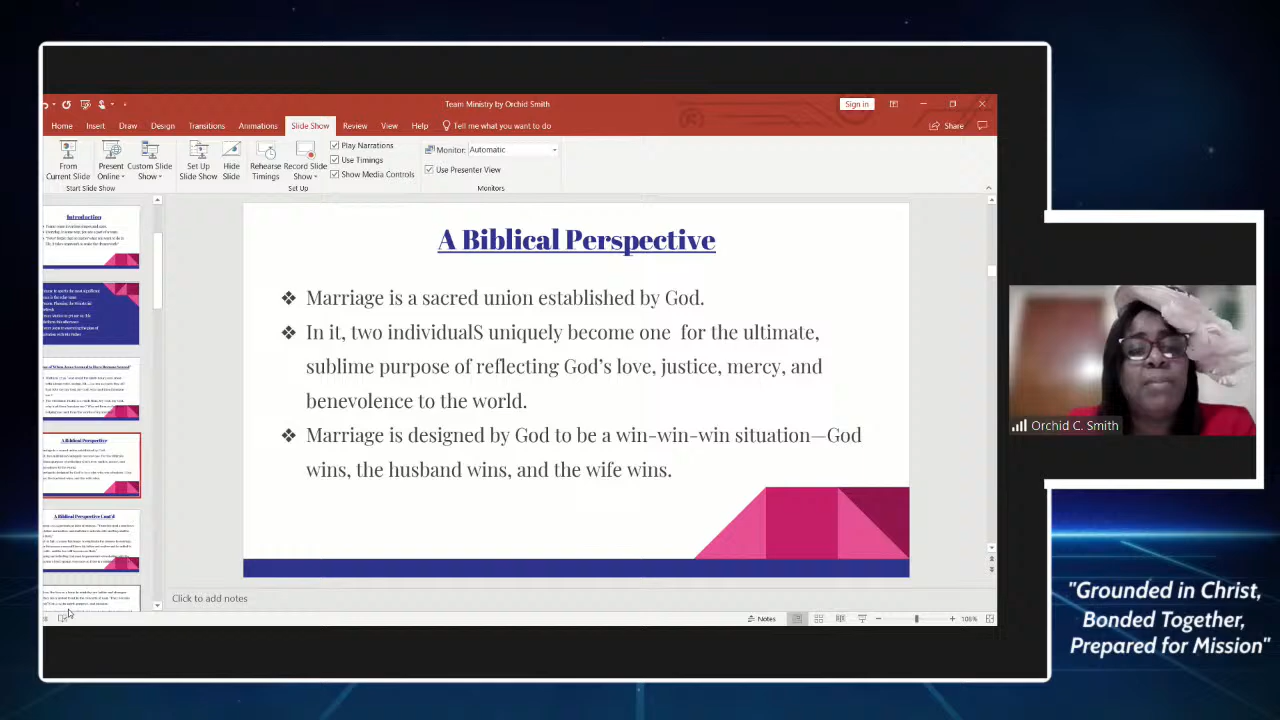 Team Ministry by Orchid Smith
Sign in
Home Insert Draw Design Transitions Animations Slide Show Review View Help Tell me what you want to do
Share
From Current Slide
Present Online
Custom Slide Show
Set Up Slide Show
Hide Slide
Rehearse Timings
Record Slide Show
Play Narrations
Use Timings
Show Media Controls
Monitor: Automatic
Use Presenter View
Start Slide Show
Set Up
Monitors
Introduction
A Biblical Perspective
A Biblical Perspective Cont'd
A Biblical Perspective
❖ Marriage is a sacred union established by God.
❖ In it, two individualS uniquely become one for the ultimate,
sublime purpose of reflecting God's love, justice, mercy, and
benevolence to the world.
❖ Marriage is designed by God to be a win-win-win situation—God
wins, the husband wins, and the wife wins.
Click to add notes
Notes
106%
Orchid C. Smith
"Grounded in Christ,
Bonded Together,
Prepared for Mission"